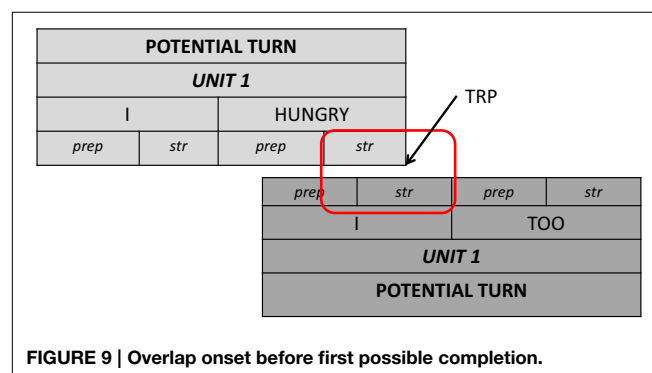 POTENTIAL TURN
UNIT 1
I HUNGRY
TRP
prep str prep str
prep str prep str
I TOO
UNIT 1
POTENTIAL TURN
FIGURE 9 | Overlap onset before first possible completion.